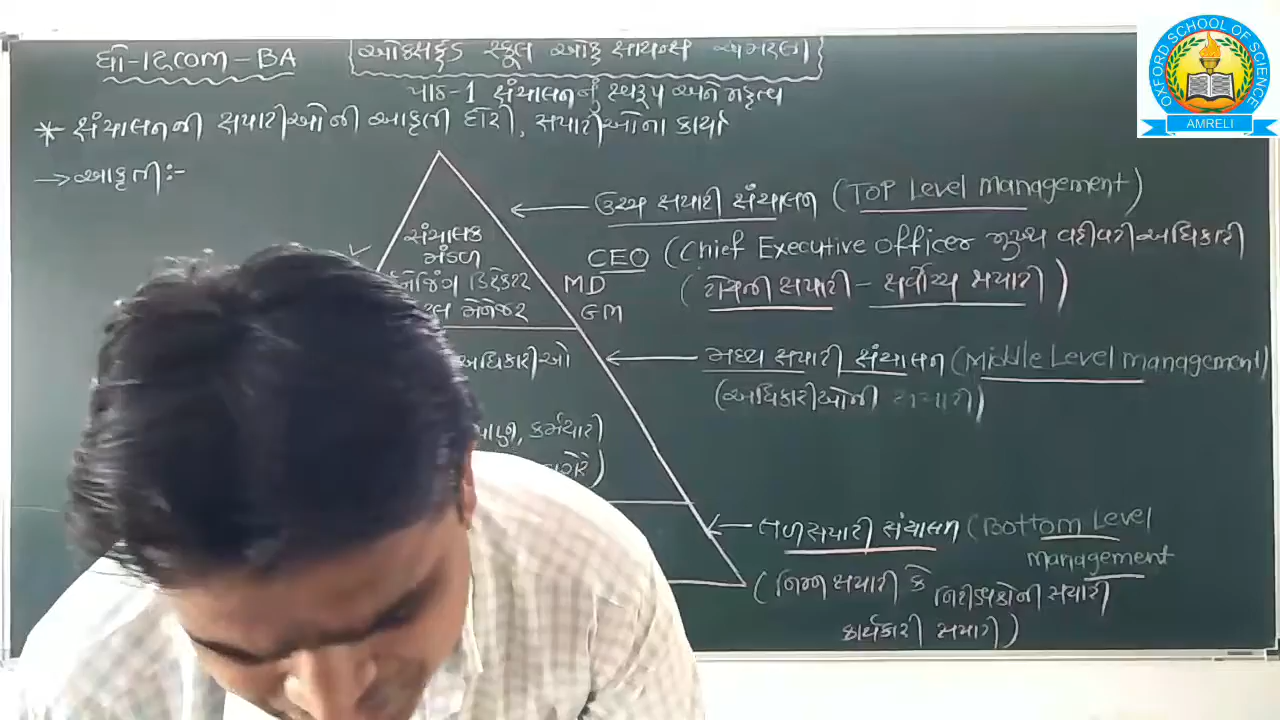 ધો-12 com - BA
ઓક્સફર્ડ સ્કૂલ ઓફ સાયન્સ અમરેલી
પાઠ-1 સંચાલનનું સ્વરૂપ અને મહત્વ
* સંચાલનની સપાટીઓની આકૃતી દોરી, સપાટીઓના કાર્યો
→ આકૃતી:-
ઉચ્ચ સપાટી સંચાલન (TOP Level Management)
સંચાલક
મંડળ
CEO (Chief Executive Officer મુખ્ય વહીવટી અધિકારી
ડિરેક્ટર MD
(ટોચની સપાટી - સર્વોચ્ચ સપાટી)
મેનેજર GM
અધિકારીઓ
મધ્ય સપાટી સંચાલન (Middle Level Management)
(અધિકારીઓની સપાટી)
કર્મચારી
વગેરે)
તળસપાટી સંચાલન (Bottom Level
Management
(નિમ્ન સપાટી કે નિરીક્ષકોની સપાટી
કાર્યકારી સપાટી)
OXFORD SCHOOL OF SCIENCE
AMRELI